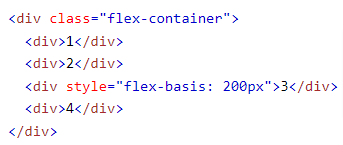 <div class="flex-container">
  <div>1</div>
  <div>2</div>
  <div style="flex-basis: 200px">3</div>
  <div>4</div>
</div>